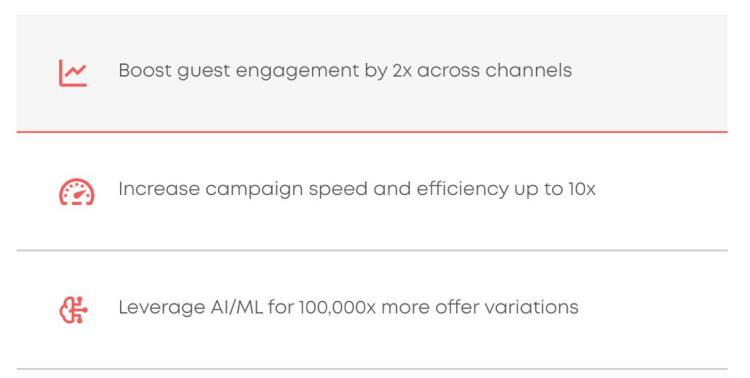 Boost guest engagement by 2x across channels
Increase campaign speed and efficiency up to 10x
Leverage AI/ML for 100,000x more offer variations